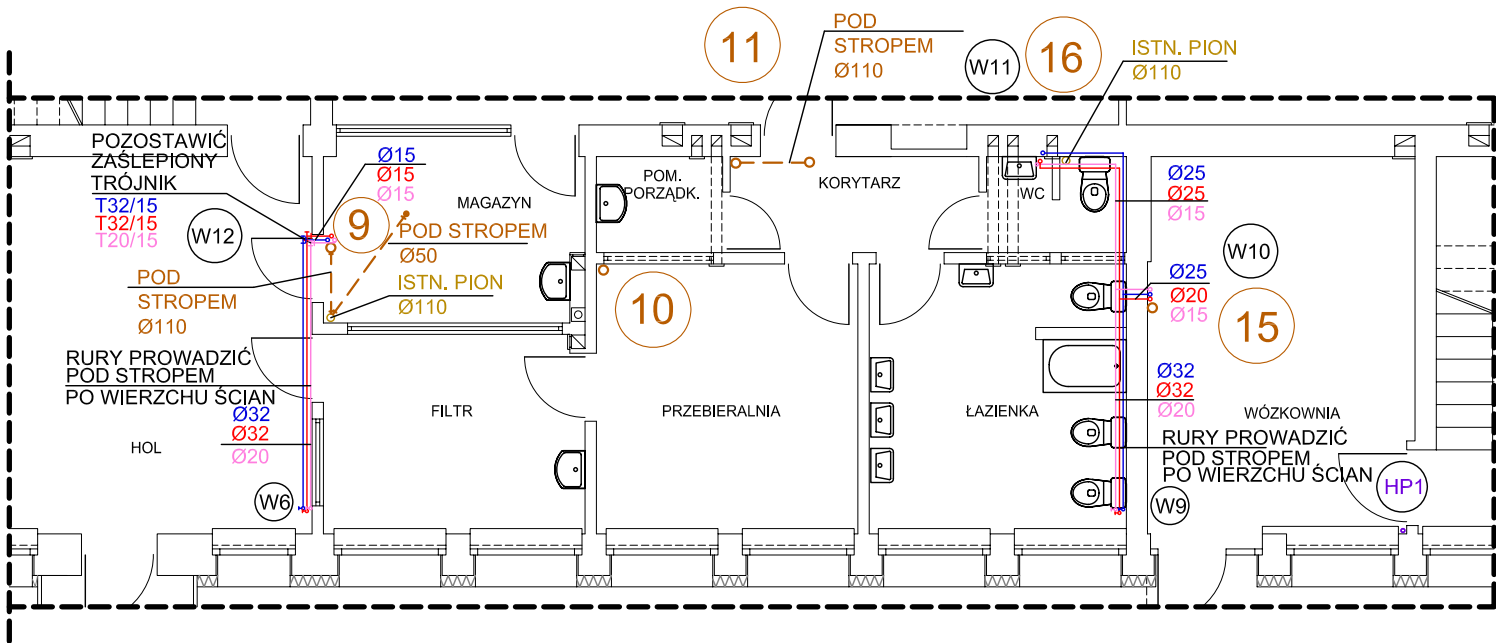 11
POD
STROPEM
Ø110
W11
16
ISTN. PION
Ø110
POZOSTAWIĆ
ZAŚLEPIONY
TRÓJNIK
T32/15
T32/15
T20/15
W12
Ø15
Ø15
Ø15
MAGAZYN
9
POD STROPEM
Ø50
ISTN. PION
Ø110
POD
STROPEM
Ø110
POM.
PORZĄDK.
KORYTARZ
WC
Ø25
Ø25
Ø15
W10
Ø25
Ø20
Ø15
15
10
RURY PROWADZIĆ
POD STROPEM
PO WIERZCHU ŚCIAN
Ø32
Ø32
Ø20
HOL
W6
FILTR
PRZEBIERALNIA
ŁAZIENKA
Ø32
Ø32
Ø20
WÓZKOWNIA
RURY PROWADZIĆ
POD STROPEM
PO WIERZCHU ŚCIAN
W9
HP1